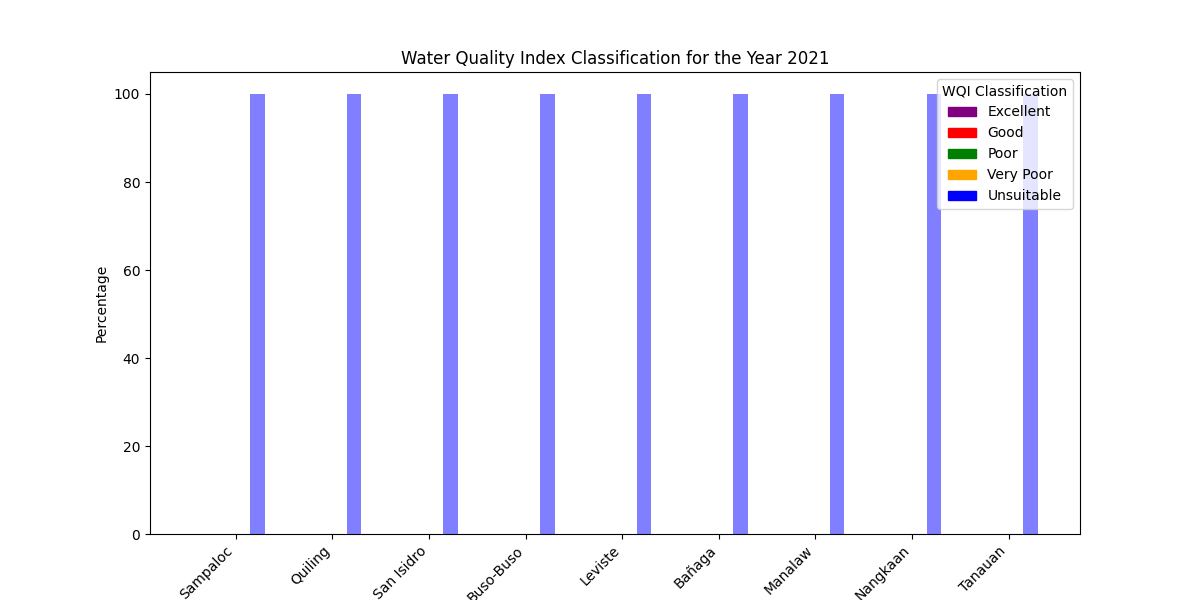 Water Quality Index Classification for the Year 2021
Percentage
100
80
60
40
20
0
WQI Classification
Excellent
Good
Poor
Very Poor
Unsuitable
Sampaloc
Quiling
San Isidro
Buso-Buso
Leviste
Bañaga
Manalaw
Nangkaan
Tanauan